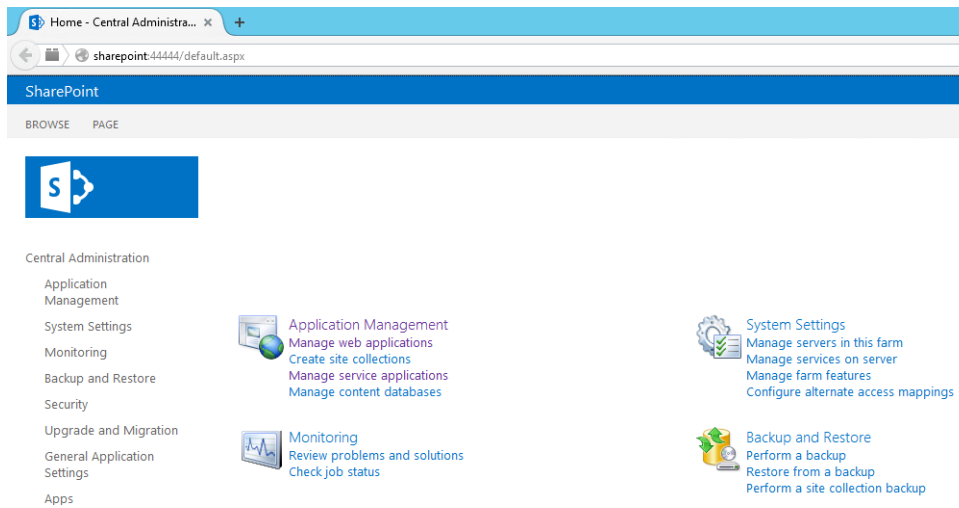 Home - Central Administra...
sharepoint:44444/default.aspx
SharePoint
BROWSE PAGE
S
Central Administration
Application
Management
System Settings
Monitoring
Backup and Restore
Security
Upgrade and Migration
General Application
Settings
Apps
Application Management
Manage web applications
Create site collections
Manage service applications
Manage content databases
System Settings
Manage servers in this farm
Manage services on server
Manage farm features
Configure alternate access mappings
Monitoring
Review problems and solutions
Check job status
Backup and Restore
Perform a backup
Restore from a backup
Perform a site collection backup